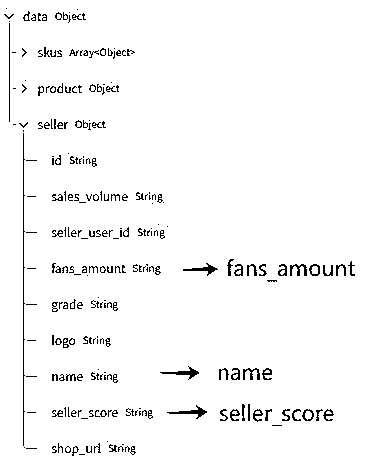 data Object
skus Array<Object>
product Object
seller Object
id String
sales_volume String
seller_user_id String
fans_amount String → fans_amount
grade String
logo String
name String → name
seller_score String → seller_score
shop_url String